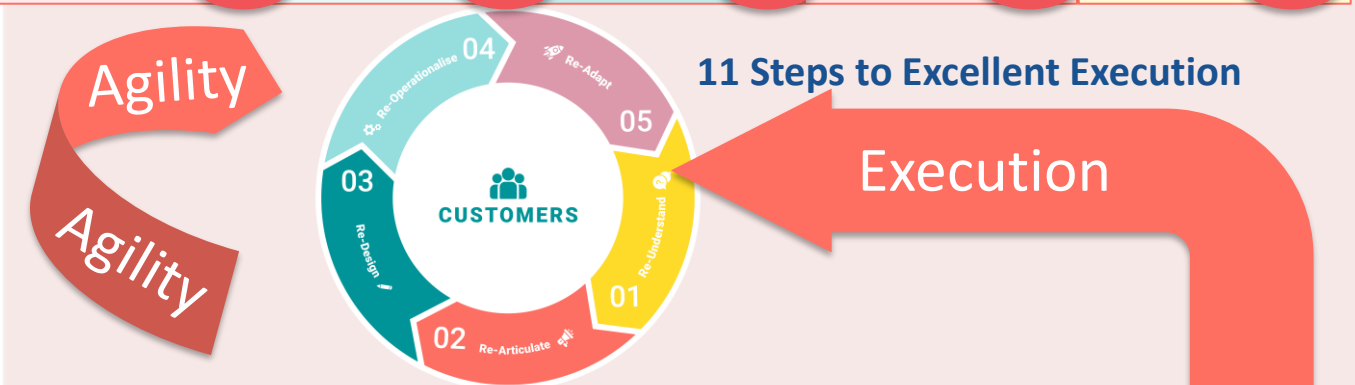 11 Steps to Excellent Execution
Agility
Agility
Execution
CUSTOMERS
01
Re-Understand
02
Re-Articulate
03
Re-Design
04
Re-Operationalise
05
Re-Adapt